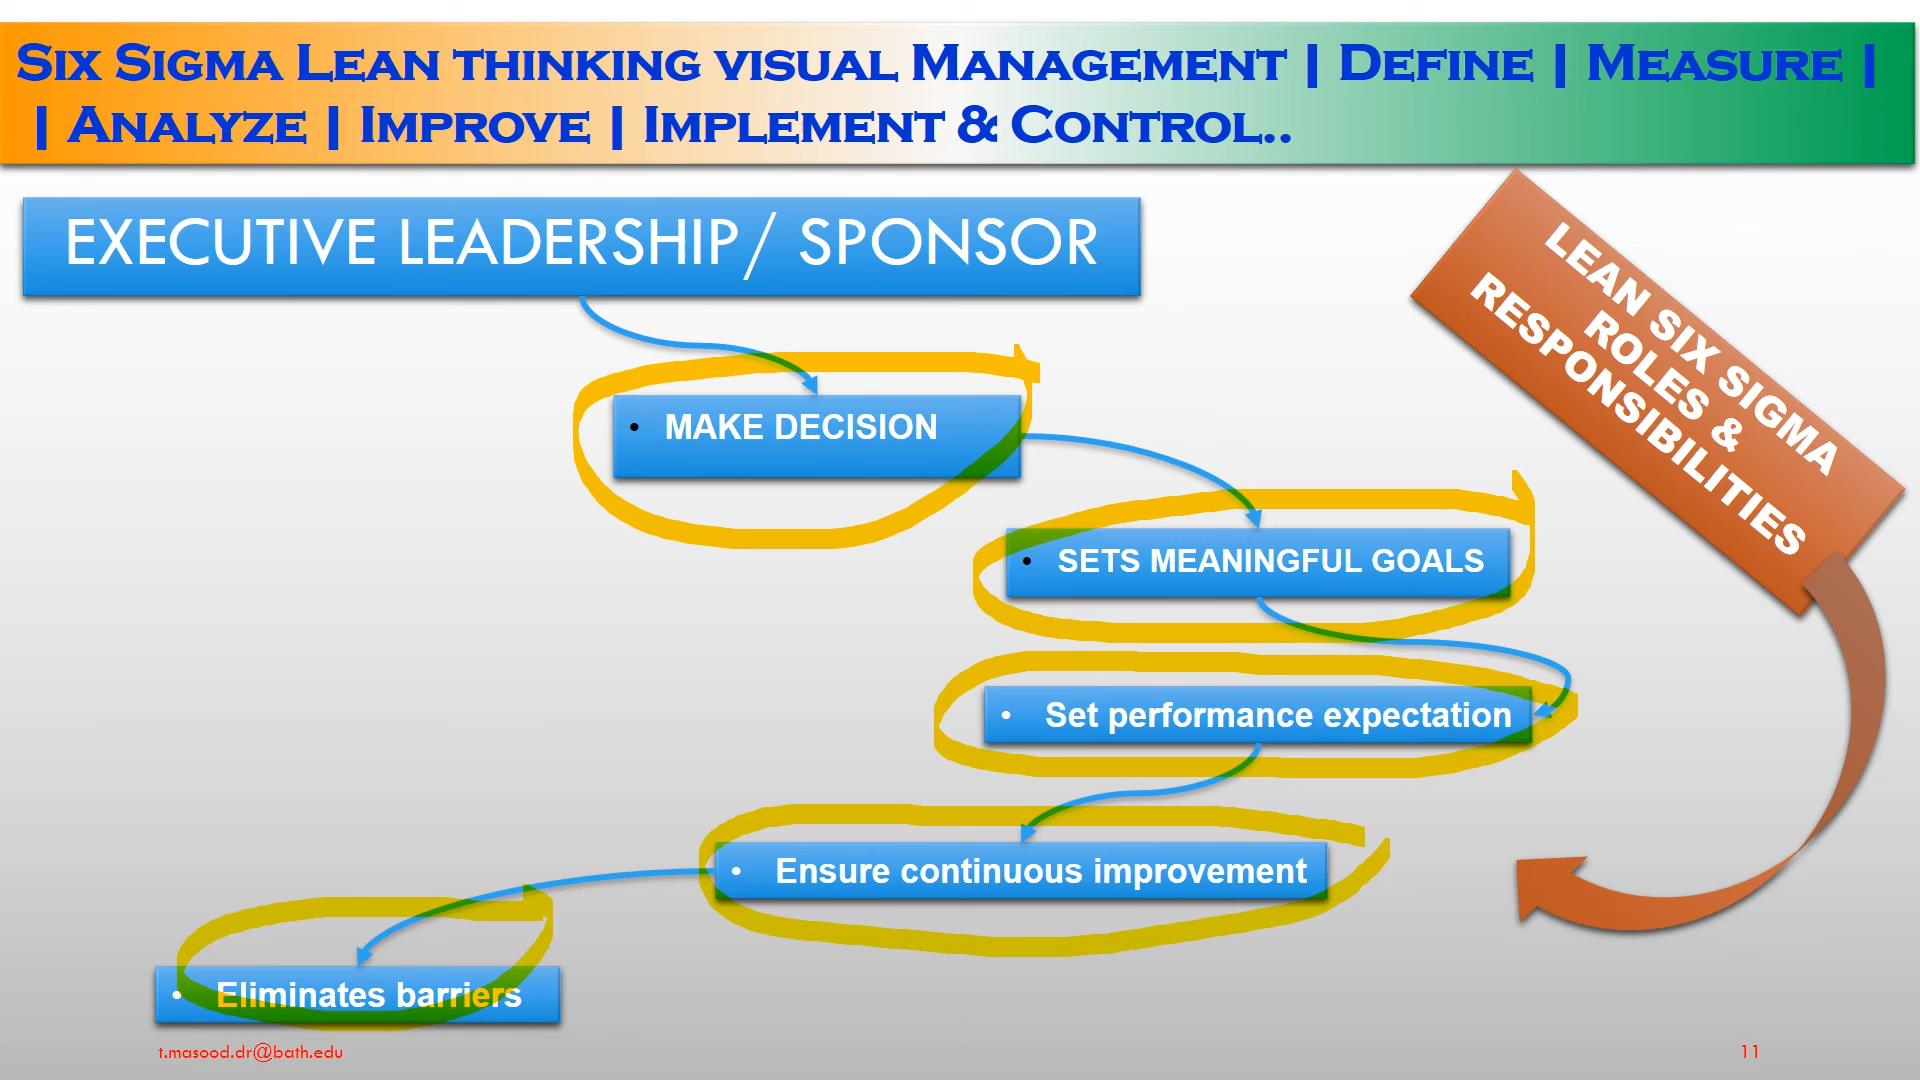 Six Sigma Lean thinking visual Management | Define | Measure |
| Analyze | Improve | Implement & Control..
EXECUTIVE LEADERSHIP/ SPONSOR
LEAN SIX SIGMA
ROLES &
RESPONSIBILITIES
• MAKE DECISION
• SETS MEANINGFUL GOALS
• Set performance expectation
• Ensure continuous improvement
• Eliminates barriers
t.masood.dr@bath.edu
11